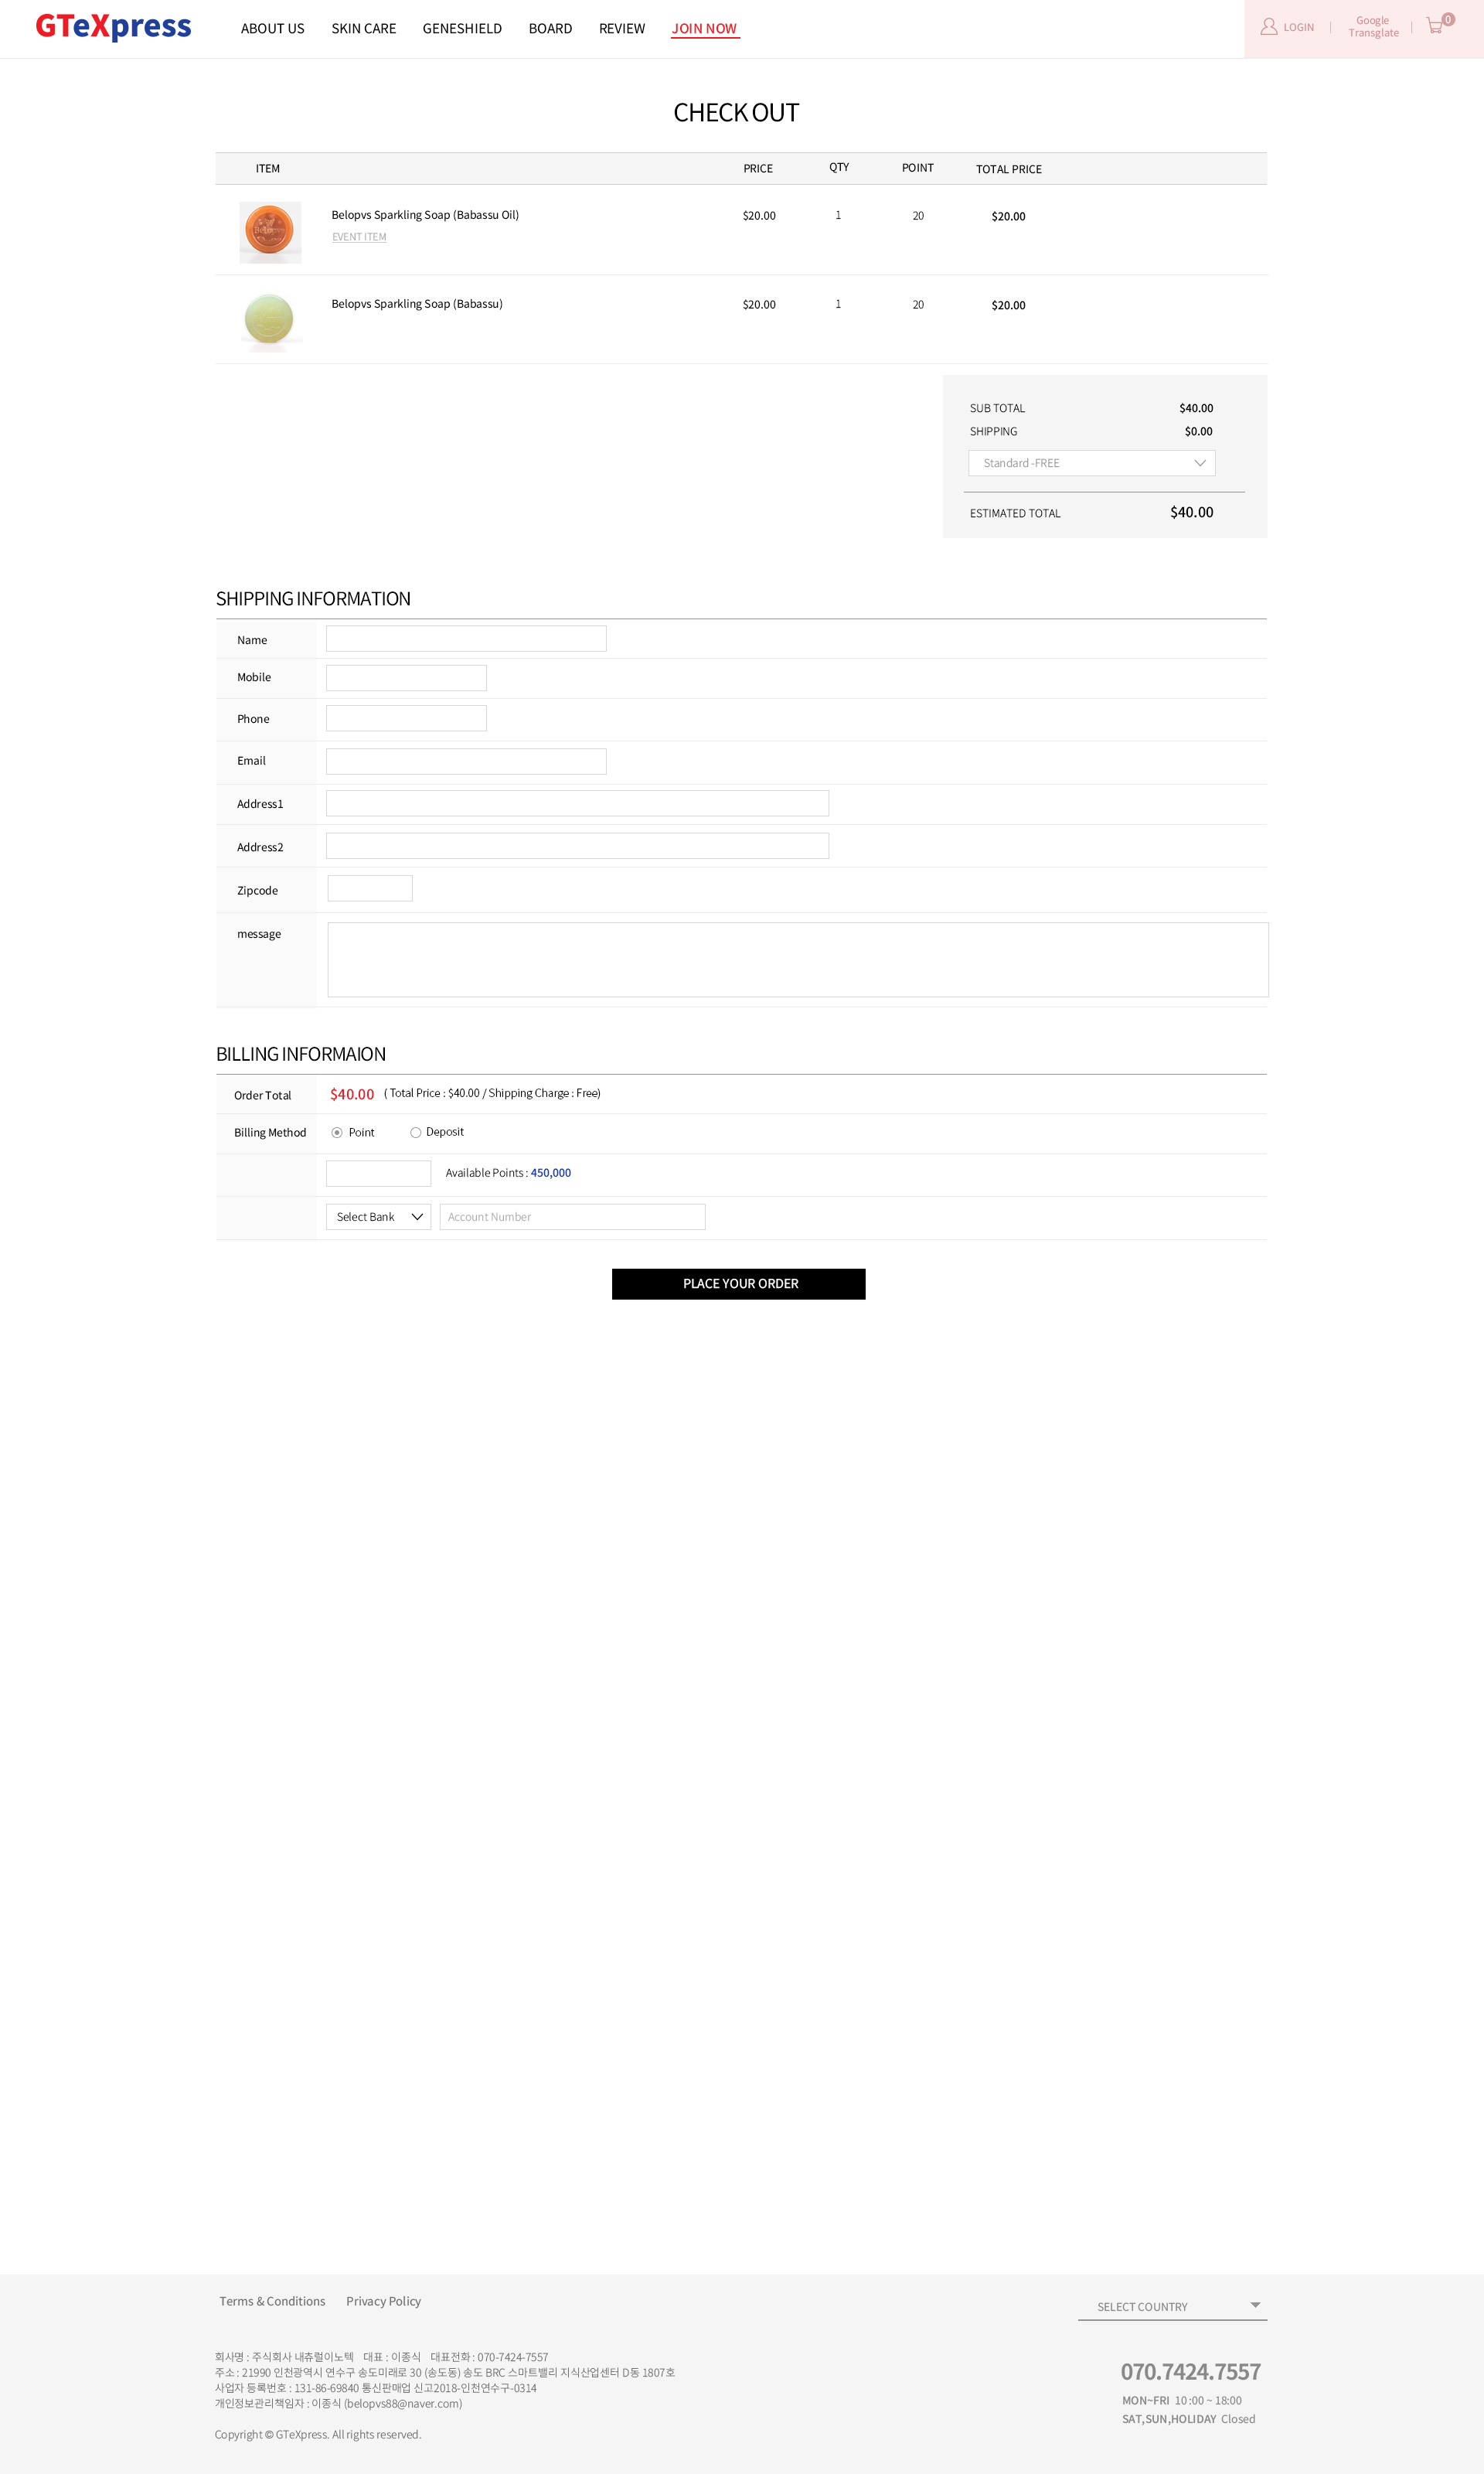 GTeXpress
ABOUT US SKIN CARE GENESHIELD BOARD REVIEW JOIN NOW
LOGIN
Google
Transglate
0
CHECK OUT
ITEM PRICE QTY POINT TOTAL PRICE
Belopvs Sparkling Soap (Babassu Oil) $20.00 1 20 $20.00
EVENT ITEM
Belopvs
Belopvs Sparkling Soap (Babassu) $20.00 1 20 $20.00
SUB TOTAL $40.00
SHIPPING $0.00
Standard -FREE
ESTIMATED TOTAL $40.00
SHIPPING INFORMATION
Name
Mobile
Phone
Email
Address1
Address2
Zipcode
message
BILLING INFORMAION
Order Total $40.00 ( Total Price : $40.00 / Shipping Charge : Free)
Billing Method Point Deposit
Available Points : 450,000
Select Bank Account Number
PLACE YOUR ORDER
Terms & Conditions Privacy Policy
SELECT COUNTRY
회사명 : 주식회사 내츄럴이노텍 대표 : 이종식 대표전화 : 070-7424-7557
주소 : 21990 인천광역시 연수구 송도미래로 30 (송도동) 송도 BRC 스마트밸리 지식산업센터 D동 1807호
사업자 등록번호 : 131-86-69840 통신판매업 신고2018-인천연수구-0314
개인정보관리책임자 : 이종식 (belopvs88@naver.com)
Copyright © GTeXpress. All rights reserved.
070.7424.7557
MON~FRI 10 :00 ~ 18:00
SAT,SUN,HOLIDAY Closed